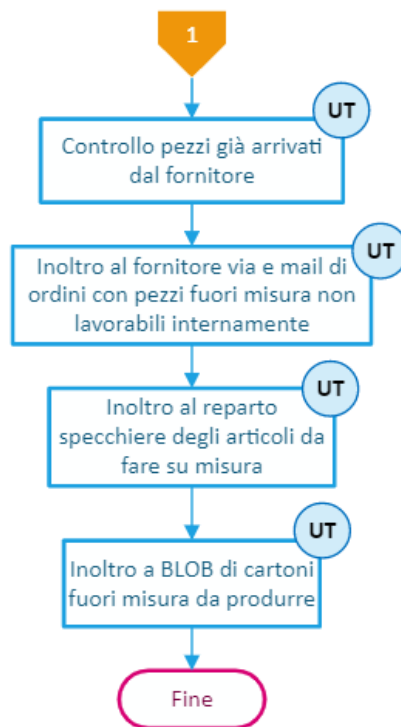 1
UT
Controllo pezzi già arrivati
dal fornitore
UT
Inoltro al fornitore via e mail di
ordini con pezzi fuori misura non
lavorabili internamente
UT
Inoltro al reparto
specchiere degli articoli da
fare su misura
UT
Inoltro a BLOB di cartoni
fuori misura da produrre
Fine